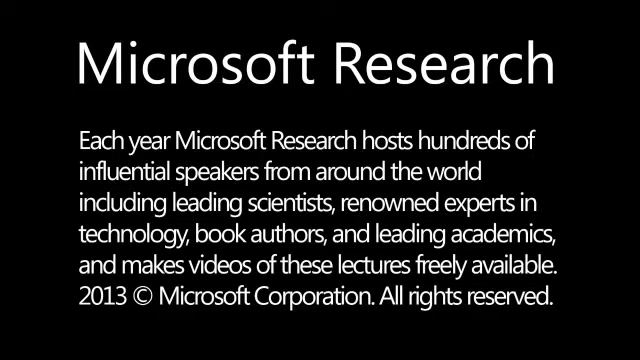 Microsoft Research
Each year Microsoft Research hosts hundreds of
influential speakers from around the world
including leading scientists, renowned experts in
technology, book authors, and leading academics,
and makes videos of these lectures freely available.
2013 © Microsoft Corporation. All rights reserved.